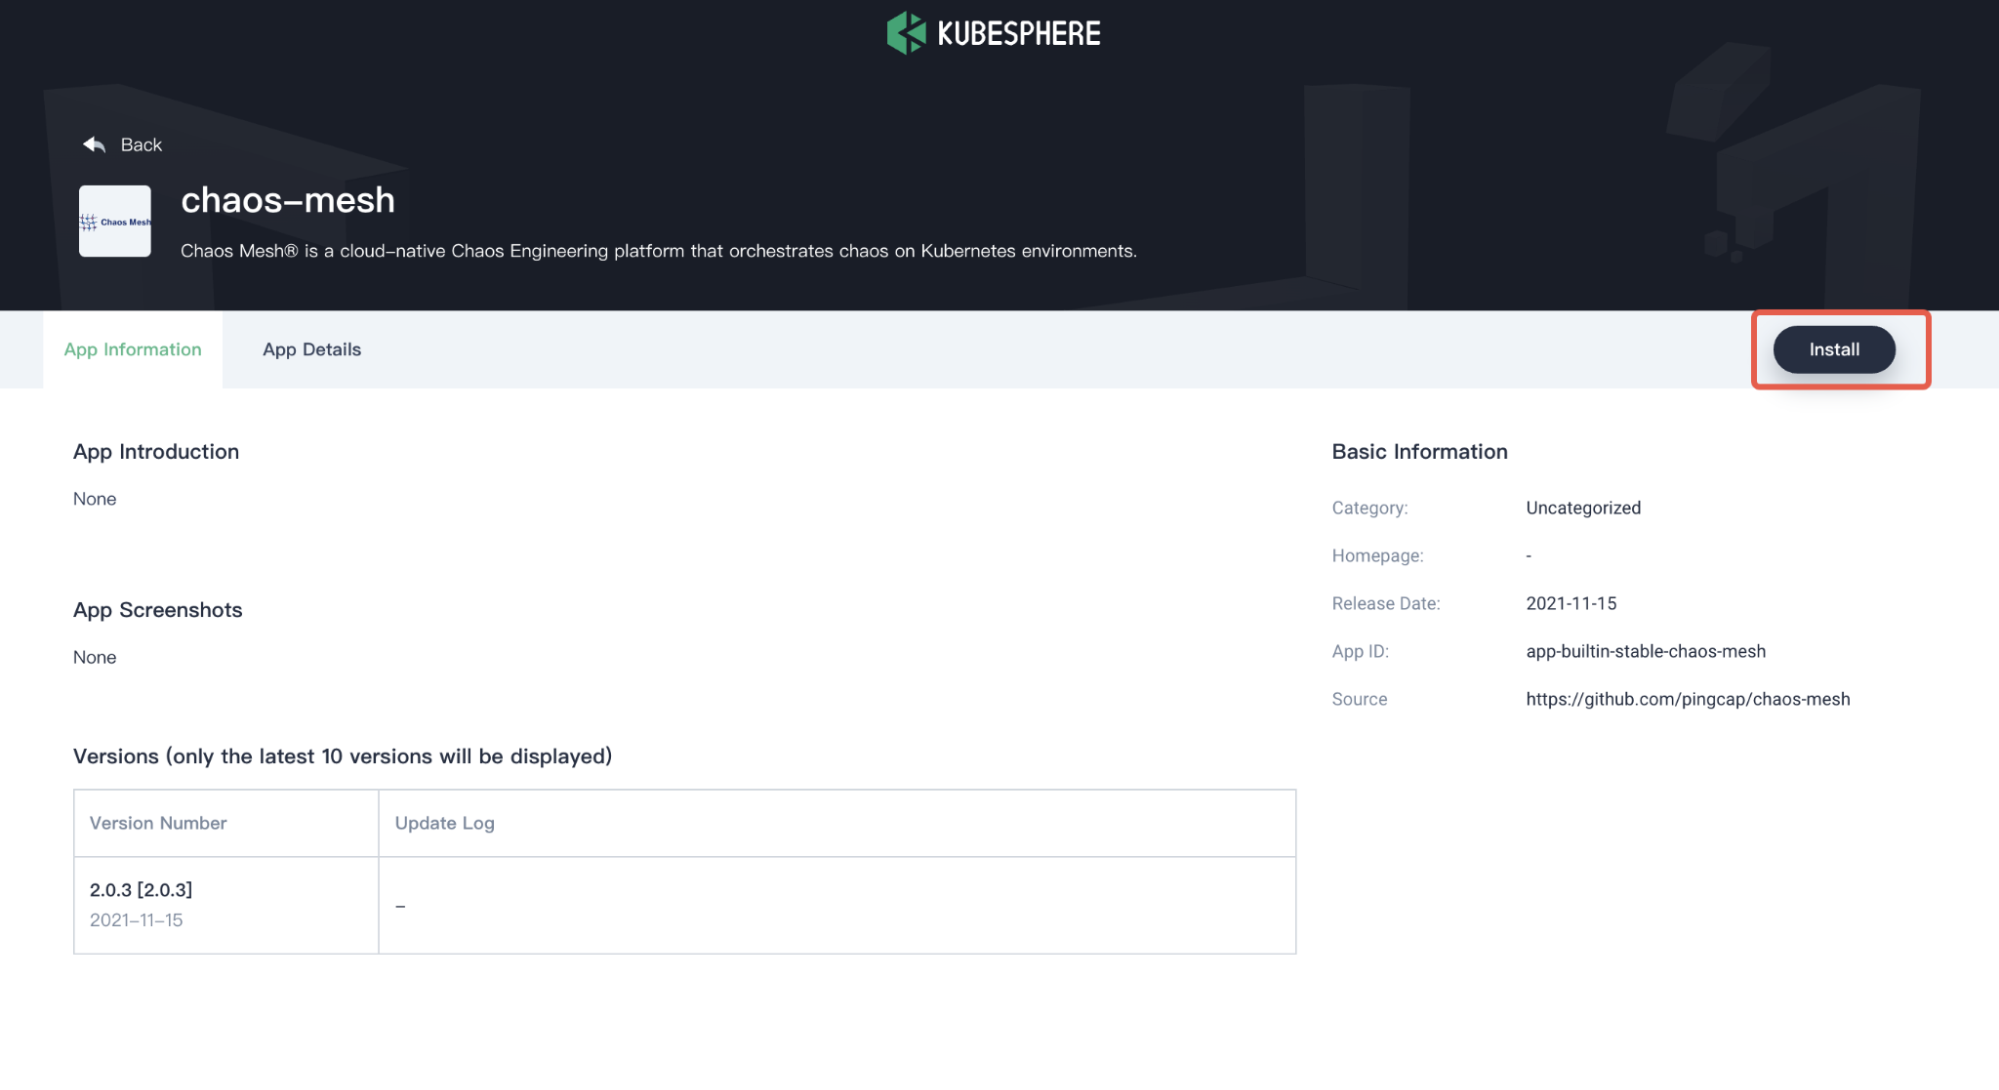 KUBESPHERE
Back
Chaos Mesh
chaos-mesh
Chaos Mesh® is a cloud-native Chaos Engineering platform that orchestrates chaos on Kubernetes environments.
App Information
App Details
Install
App Introduction
None
App Screenshots
None
Versions (only the latest 10 versions will be displayed)
Version Number
Update Log
2.0.3 [2.0.3]
2021-11-15
-
Basic Information
Category: Uncategorized
Homepage: -
Release Date: 2021-11-15
App ID: app-builtin-stable-chaos-mesh
Source https://github.com/pingcap/chaos-mesh